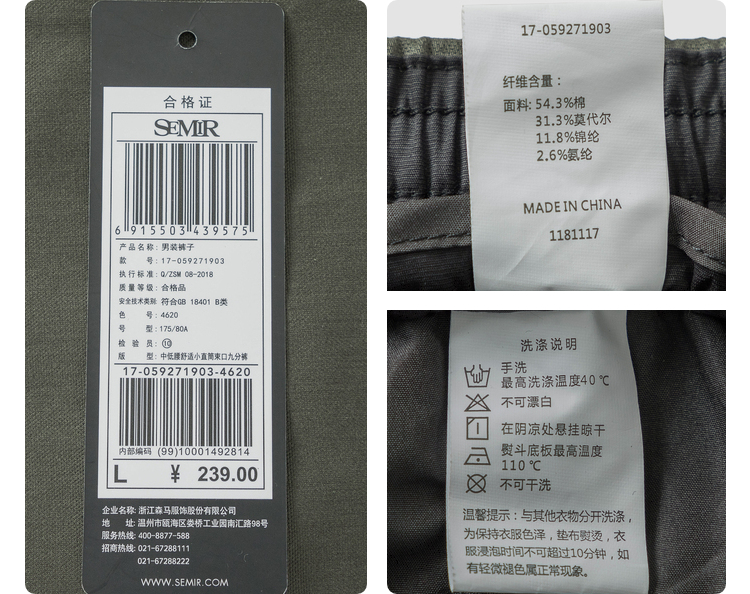 合格证
SEMIR
6 915503 439575
产品名称: 男装裤子
款 号: 17-059271903
执行标准: Q/ZSM 08-2018
质量等级: 合格品
安全技术类别: 符合GB 18401 B类
色 号: 4620
号 型: 175/80A
检 验 员: ⑩
版 型: 中低腰舒适小直筒束口九分裤
17-059271903-4620
内部编码 (99)10001492814
L ¥ 239.00
企业名称: 浙江森马服饰股份有限公司
地 址: 温州市瓯海区娄桥工业园南汇路98号
服务热线: 400-8877-588
招商热线: 021-67288111
021-67288222
WWW.SEMIR.COM
17-059271903
纤维含量:
面料: 54.3%棉
31.3%莫代尔
11.8%锦纶
2.6%氨纶
MADE IN CHINA
1181117
洗涤说明
手洗
最高洗涤温度40℃
不可漂白
在阴凉处悬挂晾干
熨斗底板最高温度
110℃
不可干洗
温馨提示: 与其他衣物分开洗涤,
为保持衣服色泽, 垫布熨烫, 衣
服浸泡时间不可超过10分钟, 如
有轻微褪色属正常现象。